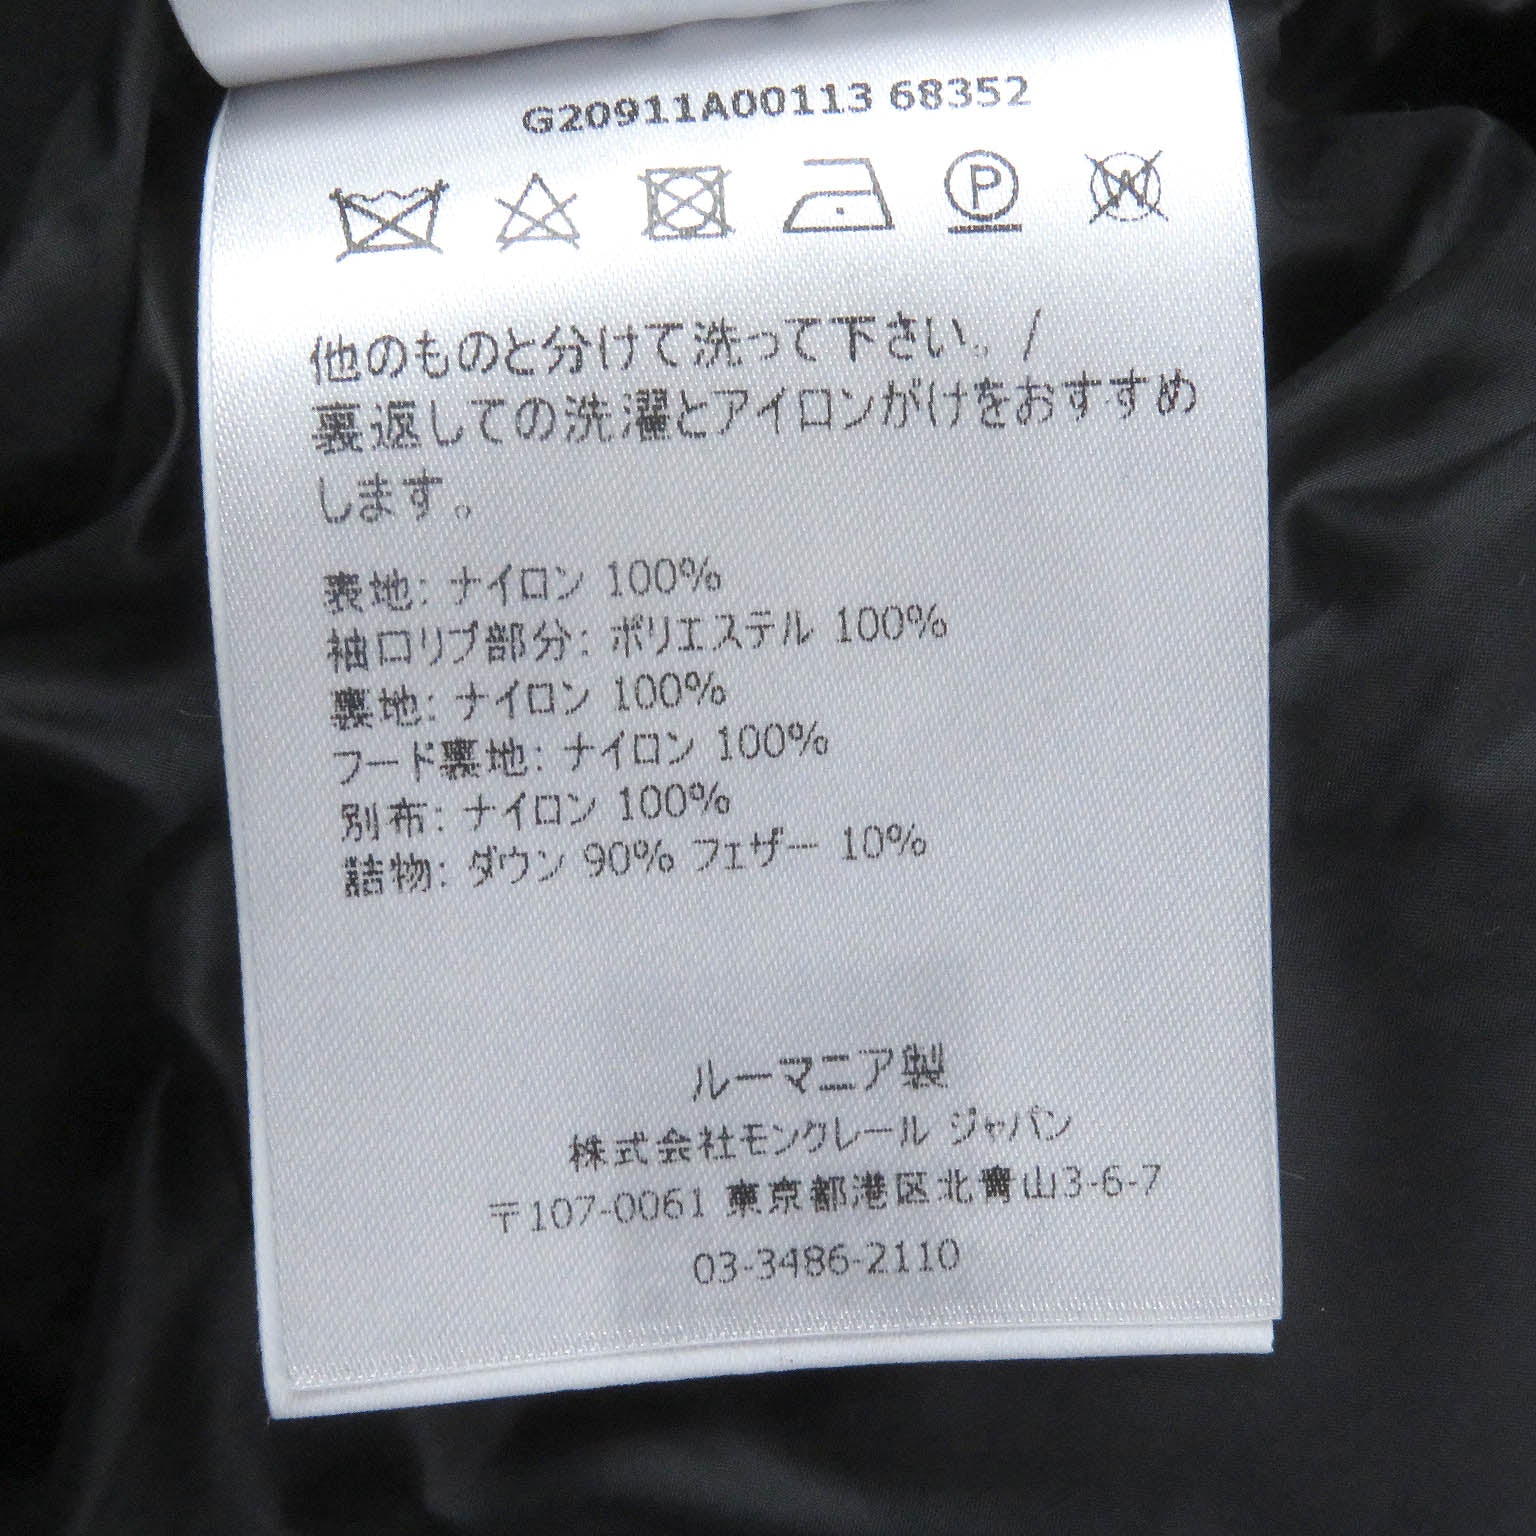 G20911A00113 68352
P
W
他のものと分けて洗って下さい。/
裏返しての洗濯とアイロンがけをおすすめ
します。
表地: ナイロン 100%
袖口リブ部分: ポリエステル 100%
裏地: ナイロン 100%
フード裏地: ナイロン 100%
別布: ナイロン 100%
詰物: ダウン 90% フェザー 10%
ルーマニア製
株式会社モンクレール ジャパン
〒107-0061 東京都港区北青山3-6-7
03-3486-2110